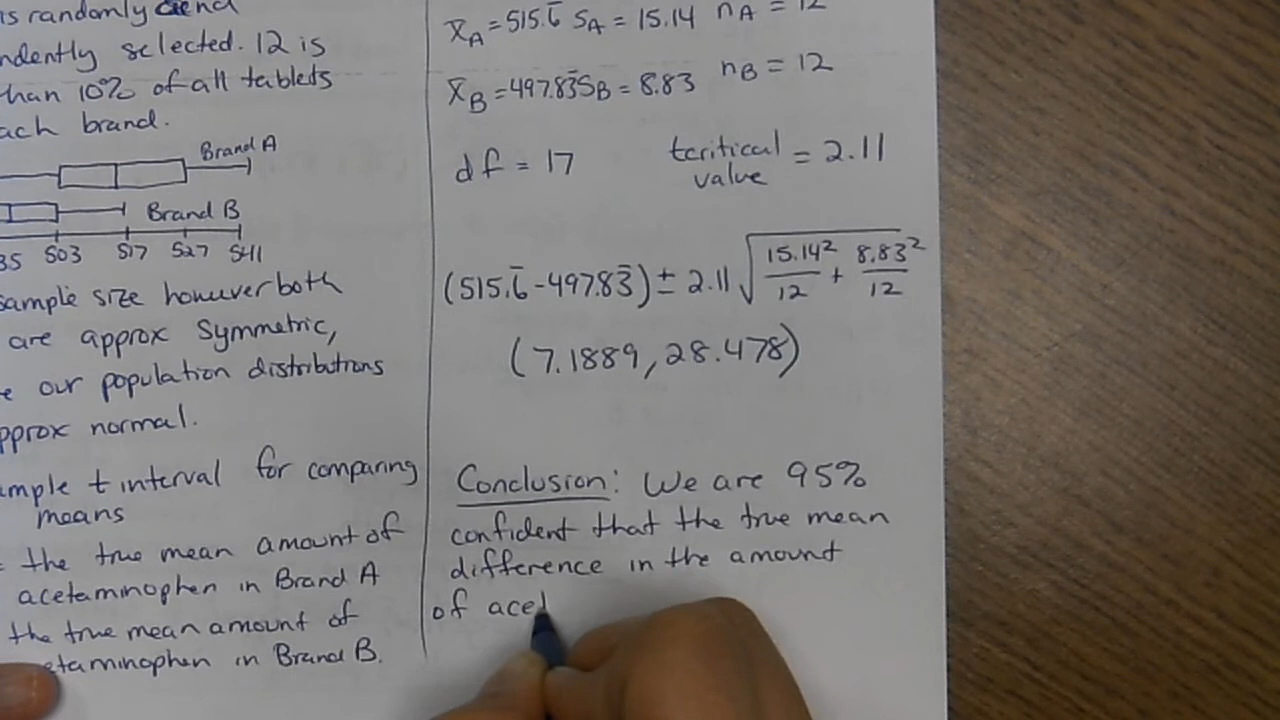 is randomly and
ndently selected. 12 is
than 10% of all tablets
ach brand.
Brand A
Brand B
35 503 517 527 541
sample size however both
are approx symmetric,
e our population distributions
pprox normal.
ample t interval for comparing
means
the true mean amount of
acetaminophen in Brand A
the true mean amount of
etaminophen in Brand B.
x̄A = 515.6̄ SA = 15.14 nA = 12
x̄B = 497.83̄ SB = 8.83 nB = 12
df = 17 tcritical value = 2.11
(515.6̄ - 497.83̄) ± 2.11 √(15.14²/12 + 8.83²/12)
(7.1889, 28.478)
Conclusion: We are 95%
confident that the true mean
difference in the amount
of ace